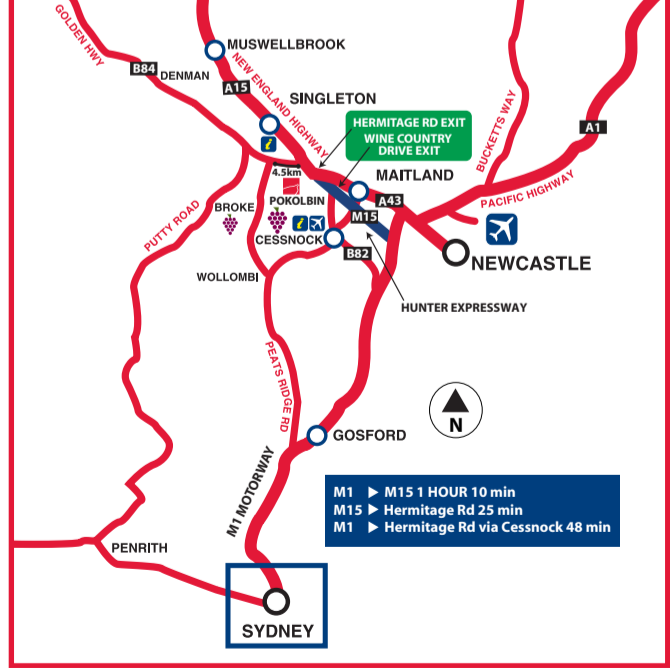 GOLDEN HWY
MUSWELLBROOK
B84
DENMAN
A15
NEW ENGLAND HIGHWAY
SINGLETON
i
HERMITAGE RD EXIT
WINE COUNTRY
DRIVE EXIT
BUCKETTS WAY
A1
4.5km
MAITLAND
A43
PACIFIC HIGHWAY
POKOLBIN
BROKE
M15
PUTTY ROAD
i
CESSNOCK
B82
NEWCASTLE
WOLLOMBI
HUNTER EXPRESSWAY
PEATS RIDGE RD
N
GOSFORD
M1 MOTORWAY
M1 ▶ M15 1 HOUR 10 min
M15 ▶ Hermitage Rd 25 min
M1 ▶ Hermitage Rd via Cessnock 48 min
PENRITH
SYDNEY